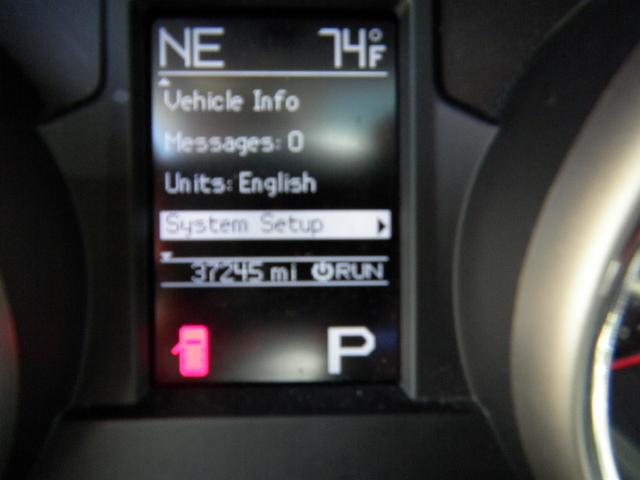 NE 74°F
Vehicle Info
Messages: 0
Units: English
System Setup
37245 mi RUN
P